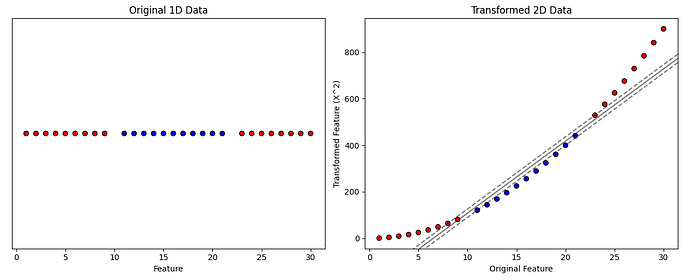 Original 1D Data
0 5 10 15 20 25 30
Feature
Transformed 2D Data
Transformed Feature (X^2)
800
600
400
200
0
0 5 10 15 20 25 30
Original Feature